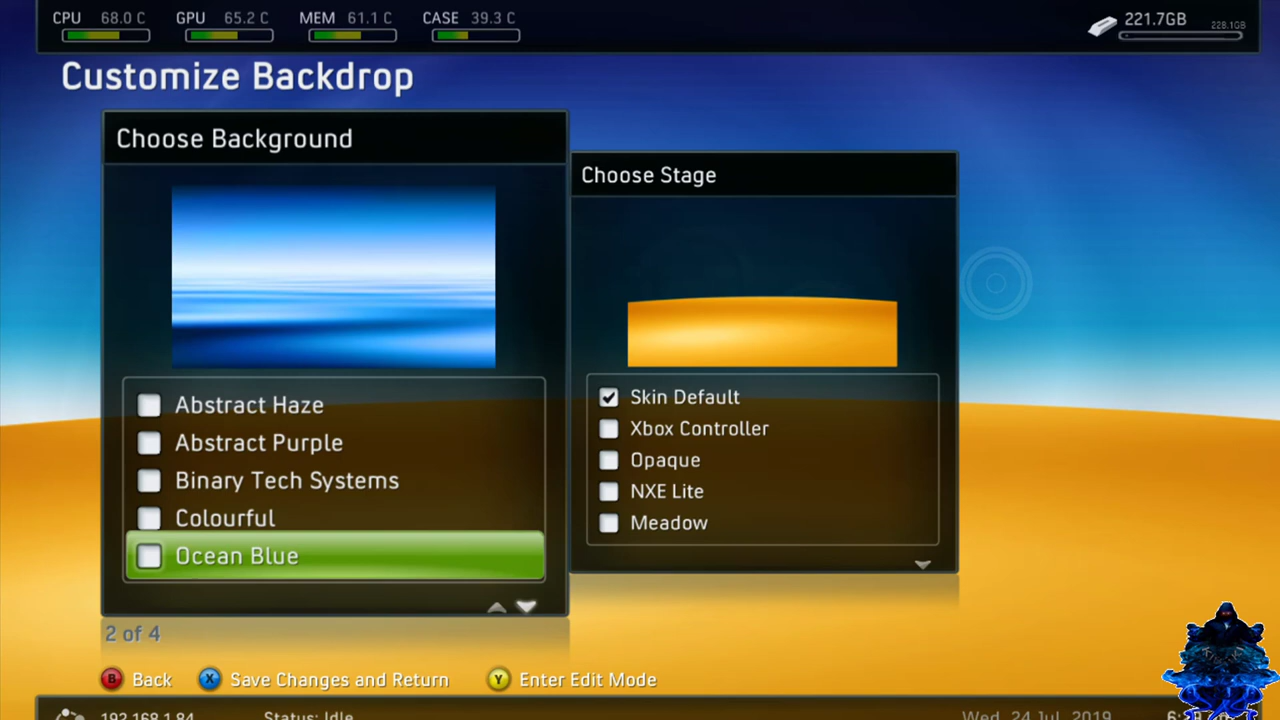 CPU 68.0 C GPU 65.2 C MEM 61.1 C CASE 39.3 C 221.7GB 228.1GB
Customize Backdrop
Choose Background
Abstract Haze
Abstract Purple
Binary Tech Systems
Colourful
Ocean Blue
2 of 4
Choose Stage
Skin Default
Xbox Controller
Opaque
NXE Lite
Meadow
B Back X Save Changes and Return Y Enter Edit Mode
192.168.1.84 Status: Idle Wed, 24 Jul, 2019